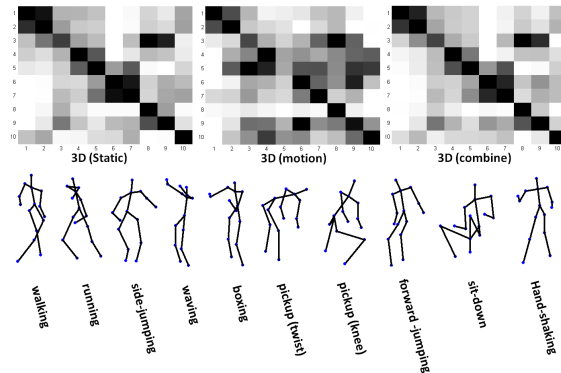 1
2
3
4
5
6
7
8
9
10
1 2 3 4 5 6 7 8 9 10
3D (Static)
1
2
3
4
5
6
7
8
9
10
1 2 3 4 5 6 7 8 9 10
3D (motion)
1
2
3
4
5
6
7
8
9
10
1 2 3 4 5 6 7 8 9 10
3D (combine)
walking
running
side-jumping
waving
boxing
pickup (twist)
pickup (knee)
forward -jumping
sit-down
Hand-shaking